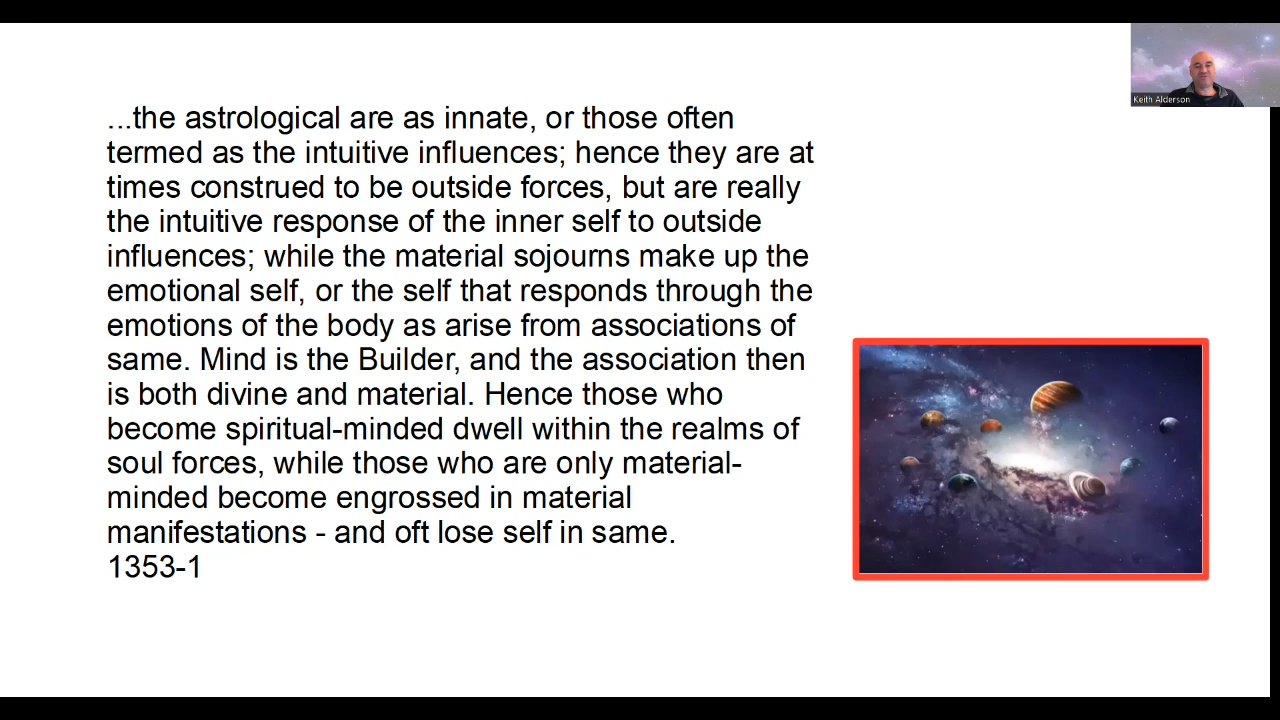 ...the astrological are as innate, or those often
termed as the intuitive influences; hence they are at
times construed to be outside forces, but are really
the intuitive response of the inner self to outside
influences; while the material sojourns make up the
emotional self, or the self that responds through the
emotions of the body as arise from associations of
same. Mind is the Builder, and the association then
is both divine and material. Hence those who
become spiritual-minded dwell within the realms of
soul forces, while those who are only material-
minded become engrossed in material
manifestations - and oft lose self in same.
1353-1
Keith Alderson